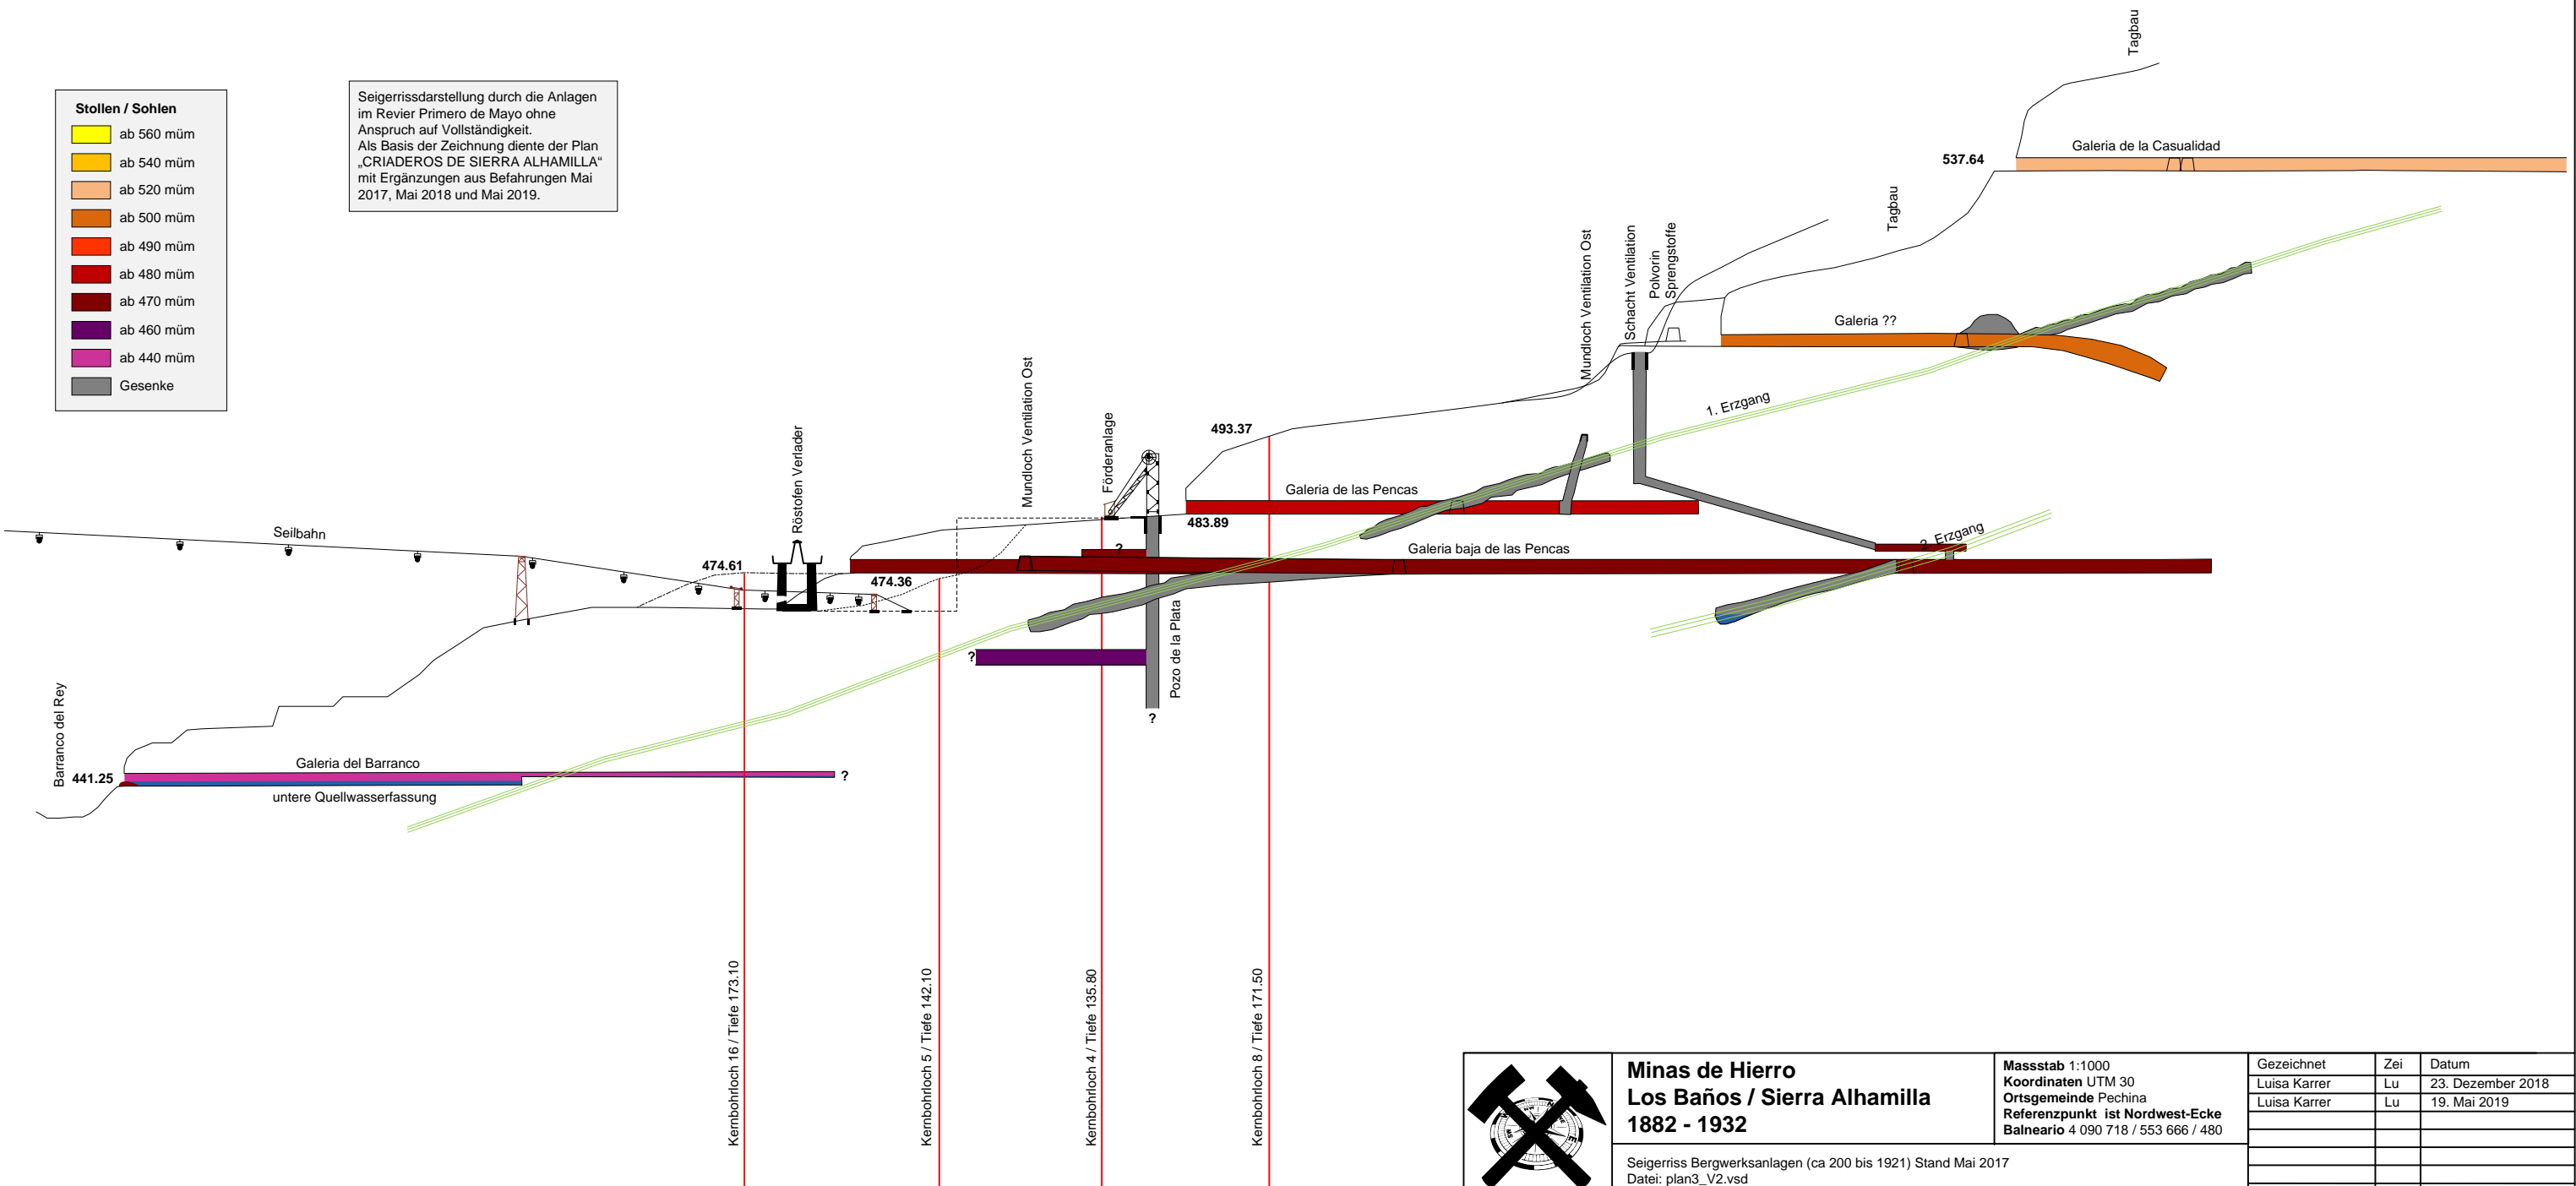 Stollen / Sohlen
ab 560 müm
ab 540 müm
ab 520 müm
ab 500 müm
ab 490 müm
ab 480 müm
ab 470 müm
ab 460 müm
ab 440 müm
Gesenke
Seigerrissdarstellung durch die Anlagen
im Revier Primero de Mayo ohne
Anspruch auf Vollständigkeit.
Als Basis der Zeichnung diente der Plan
„CRIADEROS DE SIERRA ALHAMILLA“
mit Ergänzungen aus Befahrungen Mai
2017, Mai 2018 und Mai 2019.
Tagbau
Galeria de la Casualidad
537.64
Tagbau
Mundloch Ventilation Ost
Schacht Ventilation
Polvorin
Sprengstoffe
Galeria ??
1. Erzgang
Mundloch Ventilation Ost
Förderanlage
Röstofen Verlader
493.37
Galeria de las Pencas
483.89
Seilbahn
?
Galeria baja de las Pencas
2. Erzgang
474.61
474.36
Pozo de la Plata
?
?
Barranco del Rey
441.25
Galeria del Barranco
?
untere Quellwasserfassung
Kernbohrloch 16 / Tiefe 173.10
Kernbohrloch 5 / Tiefe 142.10
Kernbohrloch 4 / Tiefe 135.80
Kernbohrloch 8 / Tiefe 171.50
Minas de Hierro
Los Baños / Sierra Alhamilla
1882 - 1932
Massstab 1:1000
Koordinaten UTM 30
Ortsgemeinde Pechina
Referenzpunkt ist Nordwest-Ecke
Balneario 4 090 718 / 553 666 / 480
Gezeichnet Zei Datum
Luisa Karrer Lu 23. Dezember 2018
Luisa Karrer Lu 19. Mai 2019
Seigerriss Bergwerksanlagen (ca 200 bis 1921) Stand Mai 2017
Datei: plan3_V2.vsd